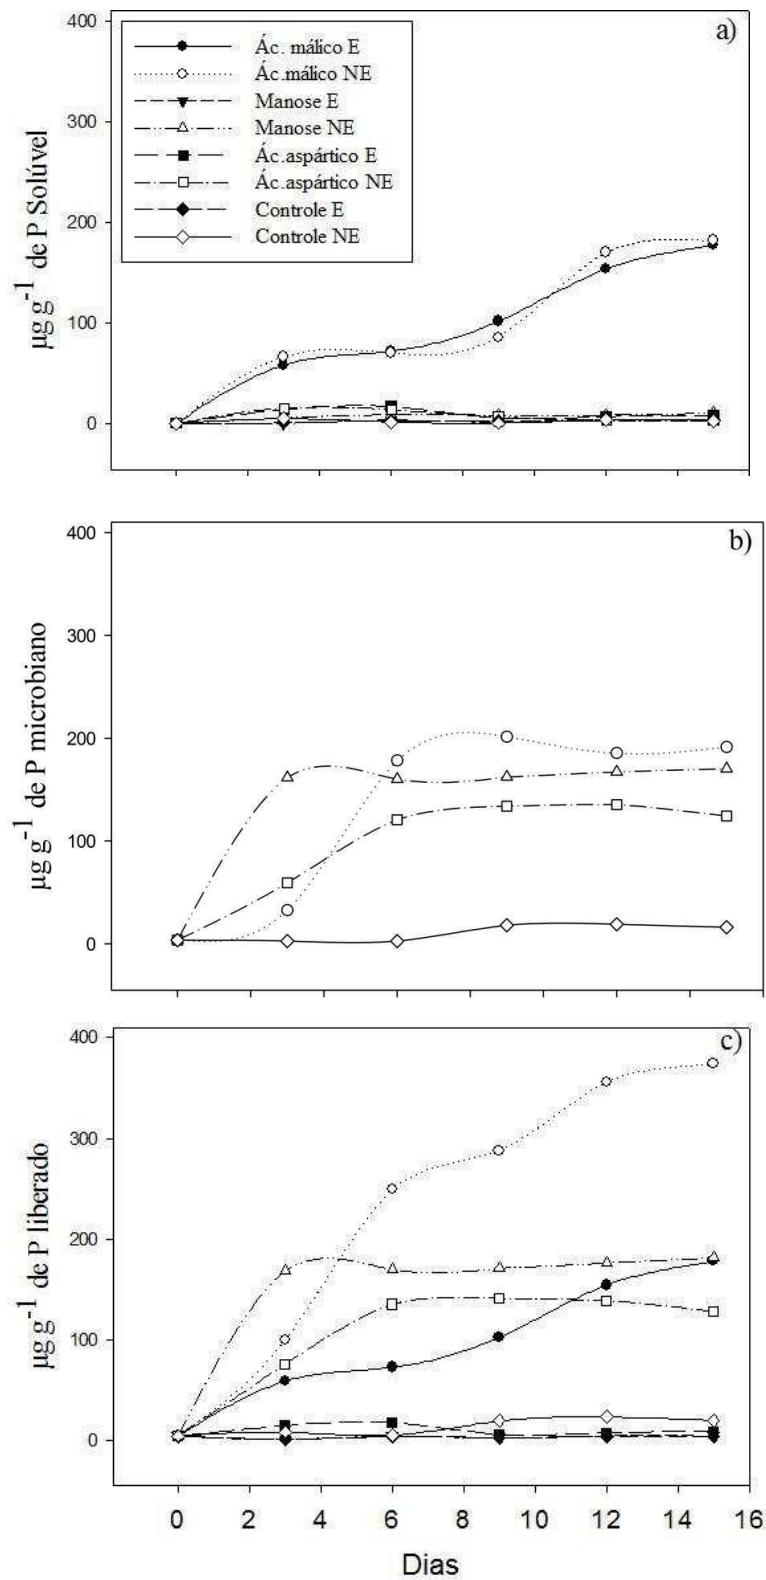 400
300
200
100
0
µg g-1 de P Solúvel
a)
Ác. málico E
Ác.málico NE
Manose E
Manose NE
Ác.aspártico E
Ác.aspártico NE
Controle E
Controle NE
400
300
200
100
0
µg g-1 de P microbiano
b)
400
300
200
100
0
µg g-1 de P liberado
c)
0 2 4 6 8 10 12 14 16
Dias